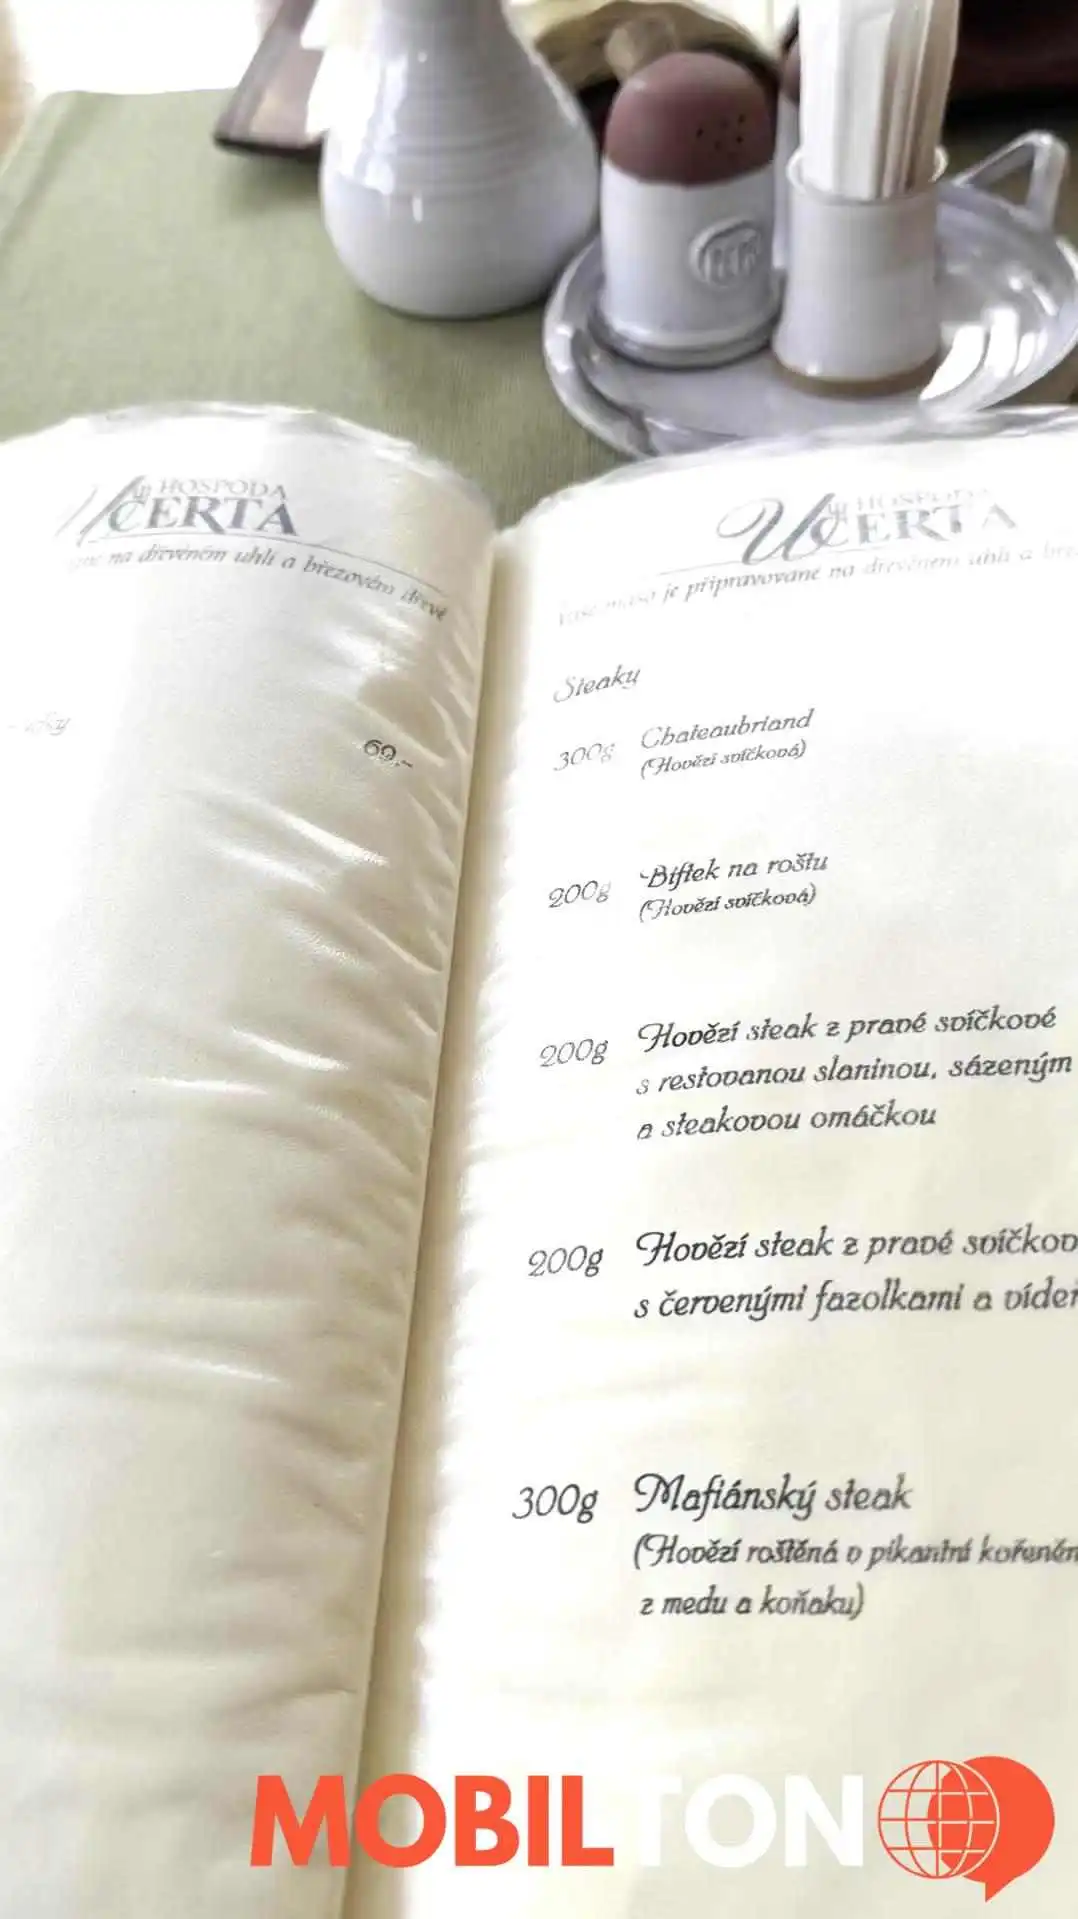 HOSPODA
U ČERTA
na dřevěném uhlí a březovém dřevě
69,-
HOSPODA
U ČERTA
maso je připravované na dřevěném uhlí a
Steaky
300g Chateaubriand
(Hovězí svíčková)
200g Biftek na roštu
(Hovězí svíčková)
200g Hovězí steak z pravé svíčkové
s restovanou slaninou, sázeným
a steakovou omáčkou
200g Hovězí steak z pravé svíčkov
s červenými fazolkami a vídeň
300g Mafiánský steak
(Hovězí roštěná v pikantní kořeném
z medu a koňaku)
MOBILTON